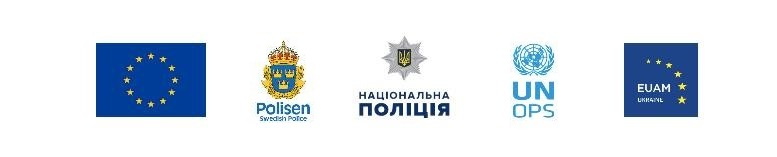 Polisen
Swedish Police
НАЦІОНАЛЬНА
ПОЛІЦІЯ
UN
OPS
EUAM
UKRAINE